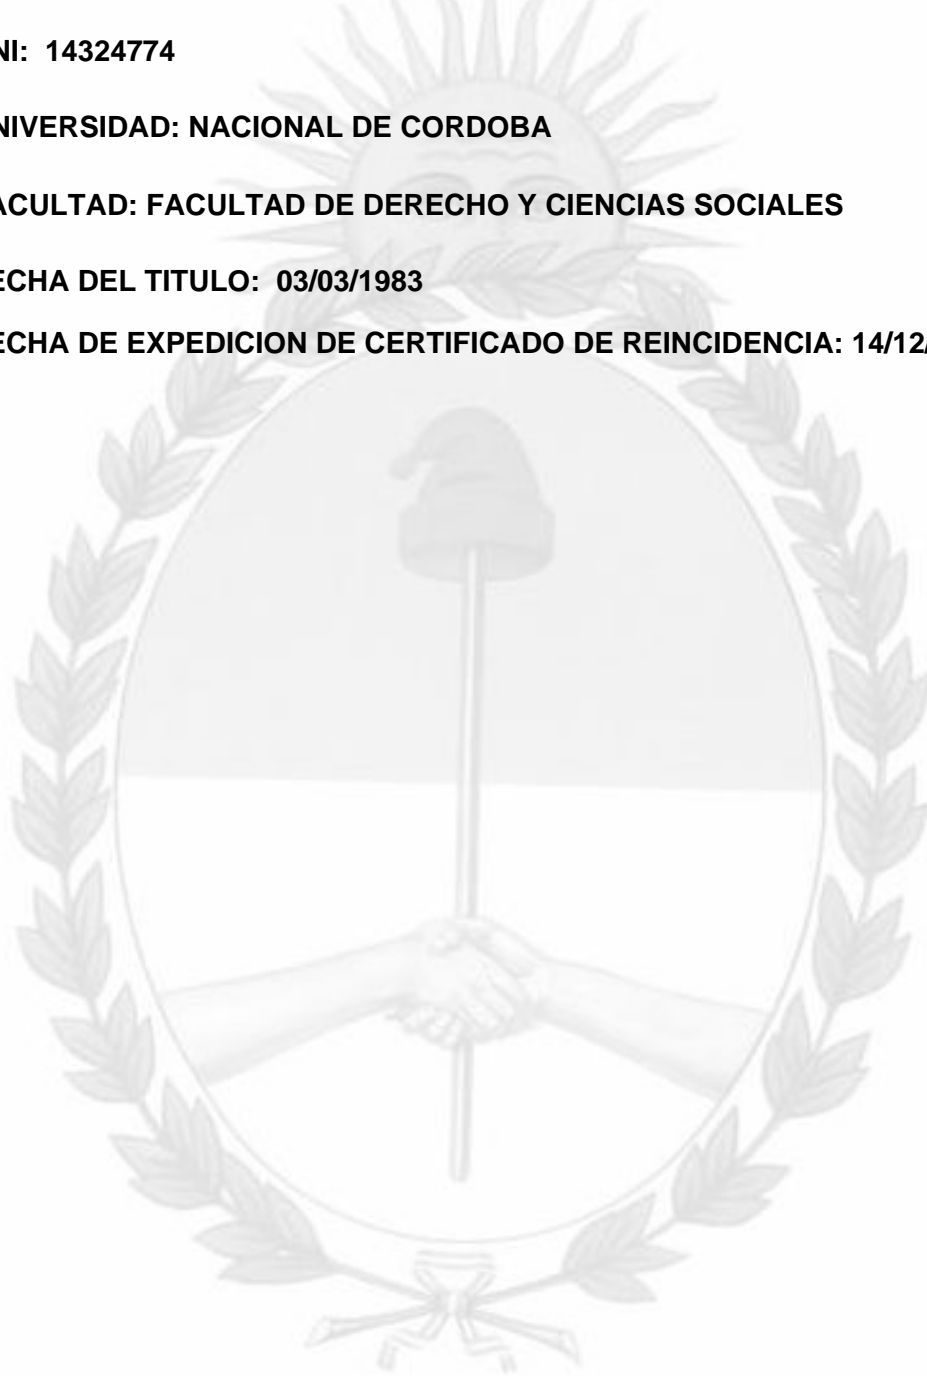 NI: 14324774
NIVERSIDAD: NACIONAL DE CORDOBA
ACULTAD: FACULTAD DE DERECHO Y CIENCIAS SOCIALES
ECHA DEL TITULO: 03/03/1983
ECHA DE EXPEDICION DE CERTIFICADO DE REINCIDENCIA: 14/12/